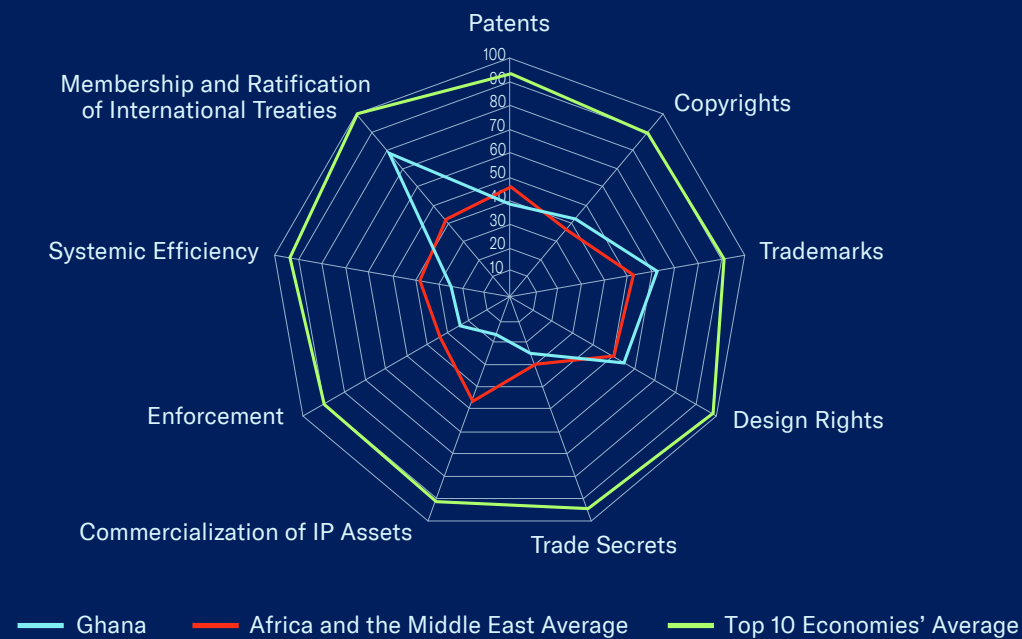 Patents
Membership and Ratification
of International Treaties
Copyrights
100
90
80
70
60
50
40
30
20
10
Systemic Efficiency
Trademarks
Enforcement
Design Rights
Commercialization of IP Assets
Trade Secrets
Ghana
Africa and the Middle East Average
Top 10 Economies’ Average